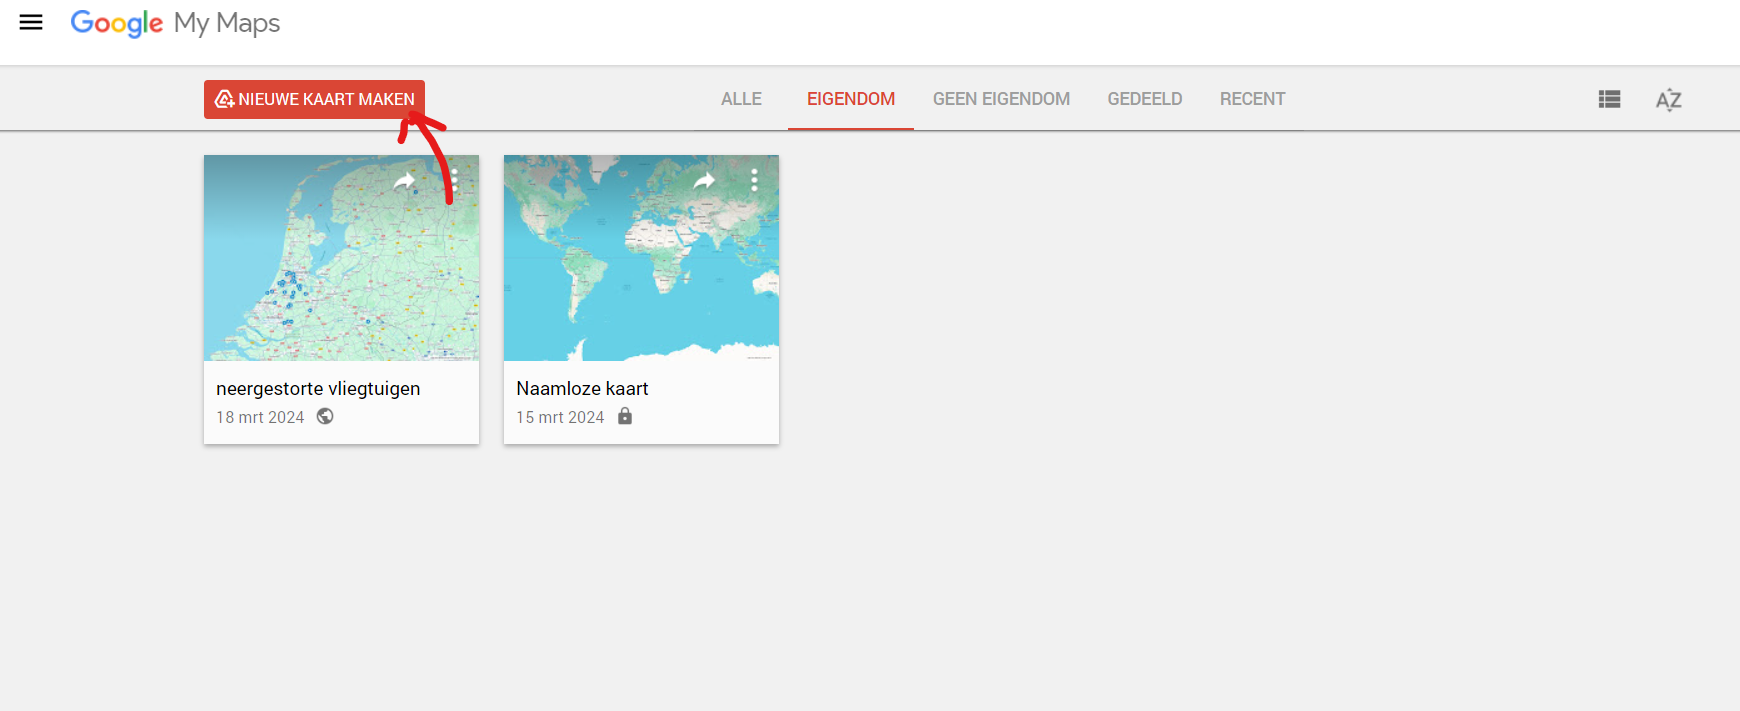 Google My Maps
NIEUWE KAART MAKEN
ALLE
EIGENDOM
GEEN EIGENDOM
GEDEELD
RECENT
AZ
neergestorte vliegtuigen
18 mrt 2024
Naamloze kaart
15 mrt 2024